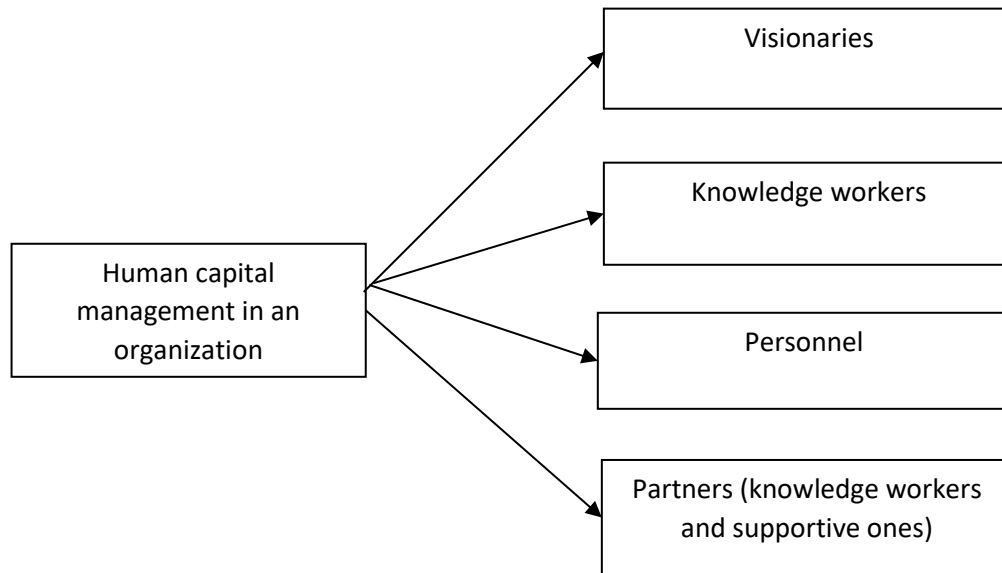 Visionaries
Knowledge workers
Human capital
management in an
organization
Personnel
Partners (knowledge workers
and supportive ones)